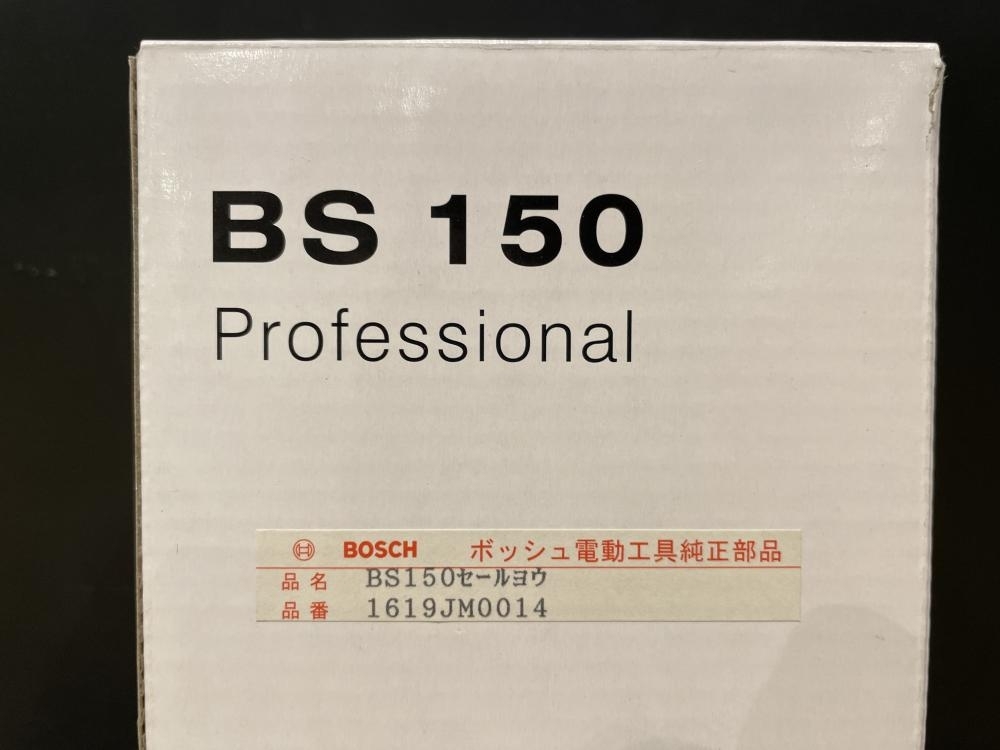 BS 150
Professional
BOSCH ボッシュ電動工具純正部品
品名 BS150セールヨウ
品番 1619JM0014